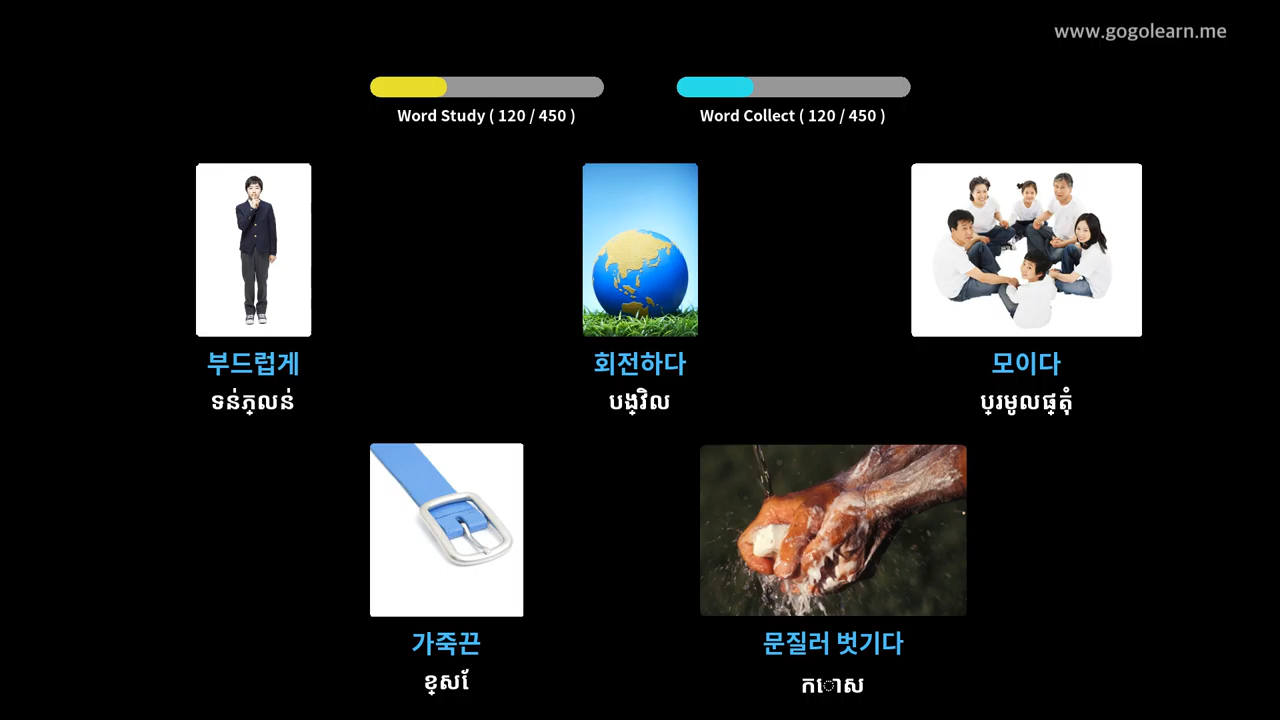 www.gogolearn.me
Word Study ( 120 / 450 )
Word Collect ( 120 / 450 )
부드럽게
회전하다
모이다
ទន់ភ្លន់
បង្វិល
ប្រមូលផ្តុំ
가죽끈
문질러 벗기다
ខ្សែ
កោស